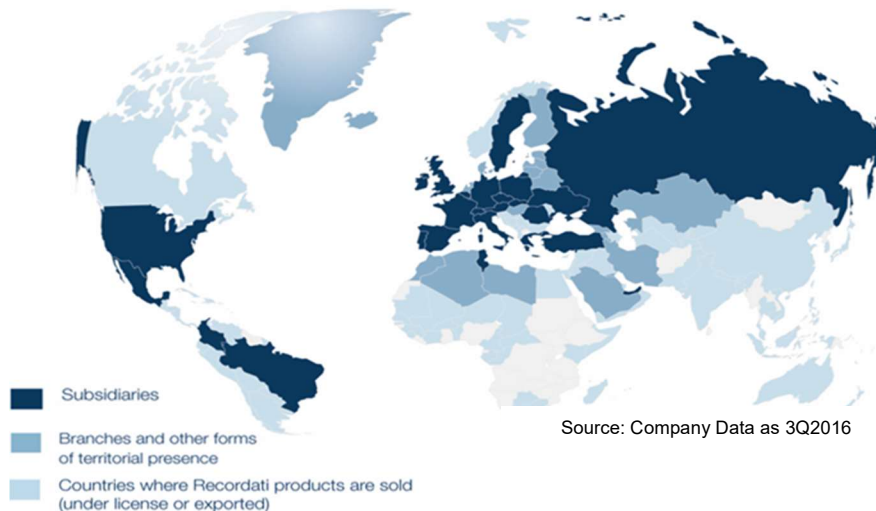 Subsidiaries
Branches and other forms
of territorial presence
Countries where Recordati products are sold
(under license or exported)
Source: Company Data as 3Q2016